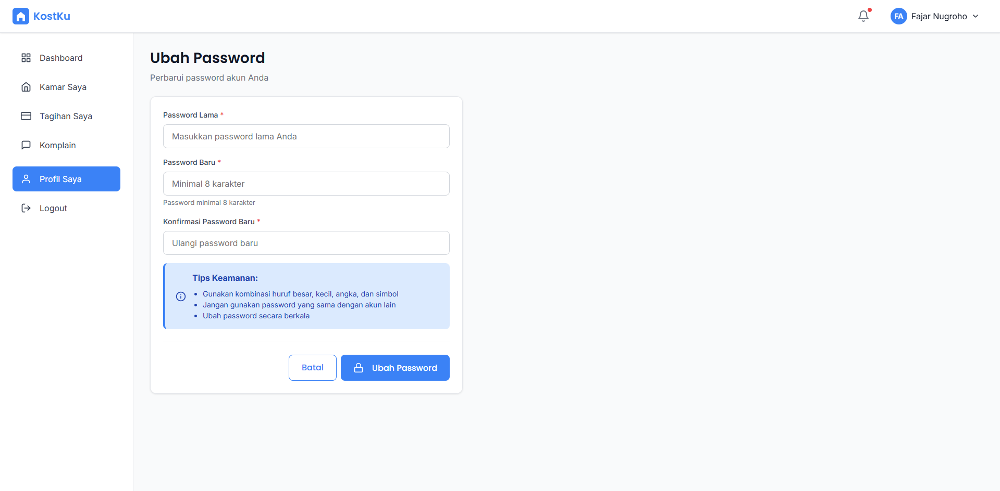 KostKu
FA Fajar Nugroho
Dashboard
Kamar Saya
Tagihan Saya
Komplain
Profil Saya
Logout
Ubah Password
Perbarui password akun Anda
Password Lama *
Masukkan password lama Anda
Password Baru *
Minimal 8 karakter
Password minimal 8 karakter
Konfirmasi Password Baru *
Ulangi password baru
Tips Keamanan:
• Gunakan kombinasi huruf besar, kecil, angka, dan simbol
• Jangan gunakan password yang sama dengan akun lain
• Ubah password secara berkala
Batal
Ubah Password